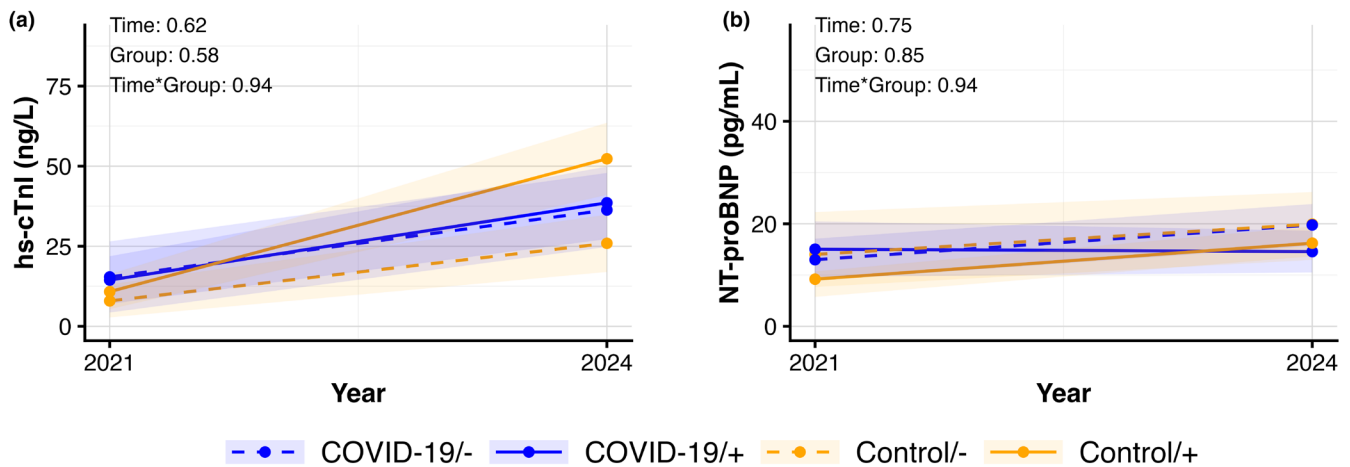 (a)
Time: 0.62
Group: 0.58
Time*Group: 0.94
hs-cTnI (ng/L)
75
50
25
0
2021
2024
Year
(b)
Time: 0.75
Group: 0.85
Time*Group: 0.94
NT-proBNP (pg/mL)
40
20
0
2021
2024
Year
COVID-19/- COVID-19/+ Control/- Control/+